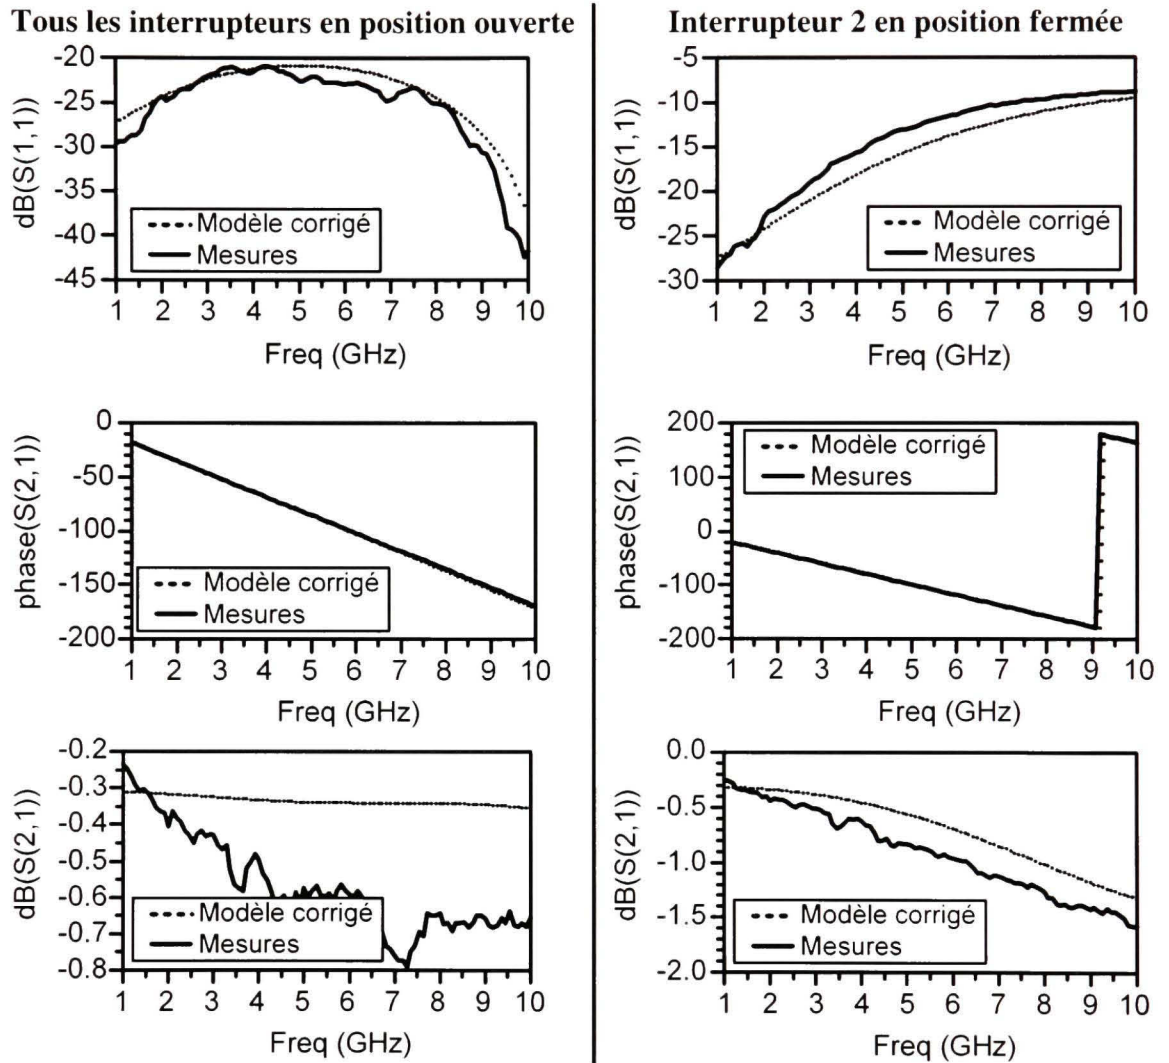 Tous les interrupteurs en position ouverte
dB(S(1,1))
-20
-25
-30
-35
-40
-45
Modèle corrigé
Mesures
1 2 3 4 5 6 7 8 9 10
Freq (GHz)
phase(S(2,1))
0
-50
-100
-150
-200
Modèle corrigé
Mesures
1 2 3 4 5 6 7 8 9 10
Freq (GHz)
dB(S(2,1))
-0.2
-0.3
-0.4
-0.5
-0.6
-0.7
-0.8
Modèle corrigé
Mesures
1 2 3 4 5 6 7 8 9 10
Freq (GHz)
Interrupteur 2 en position fermée
dB(S(1,1))
-5
-10
-15
-20
-25
-30
Modèle corrigé
Mesures
1 2 3 4 5 6 7 8 9 10
Freq (GHz)
phase(S(2,1))
200
100
0
-100
-200
Modèle corrigé
Mesures
1 2 3 4 5 6 7 8 9 10
Freq (GHz)
dB(S(2,1))
0.0
-0.5
-1.0
-1.5
-2.0
Modèle corrigé
Mesures
1 2 3 4 5 6 7 8 9 10
Freq (GHz)